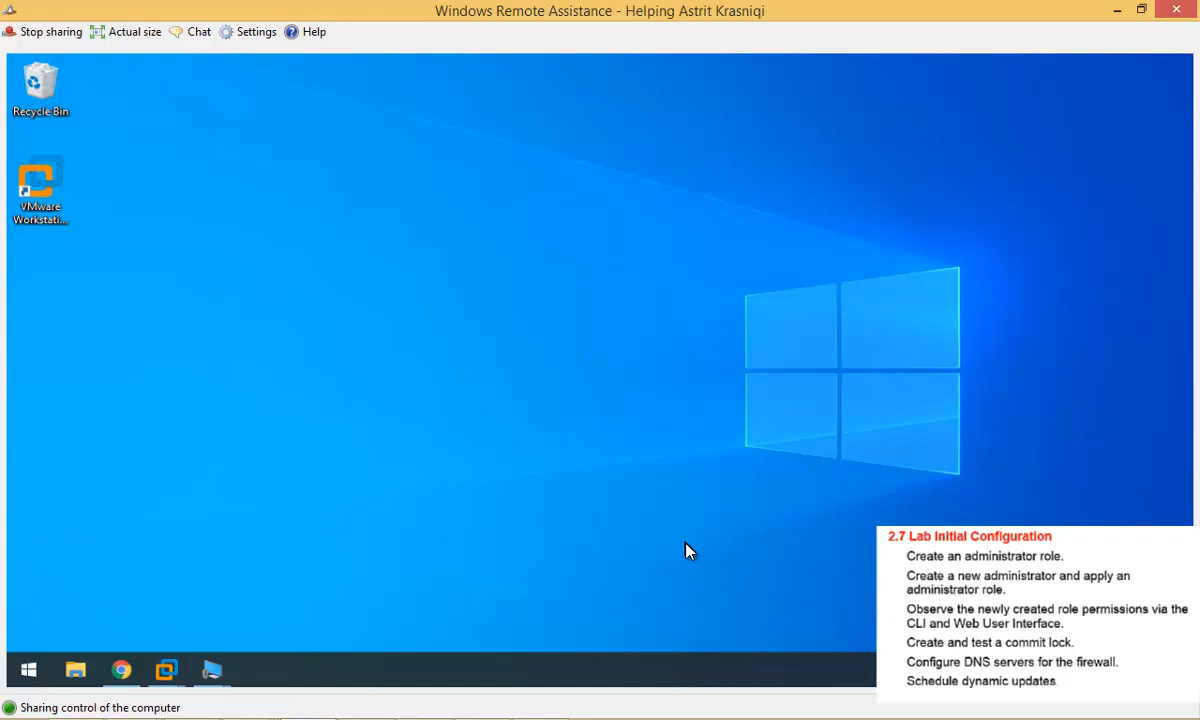 Windows Remote Assistance - Helping Astrit Krasniqi
Stop sharing Actual size Chat Settings Help
Recycle Bin
VMware
Workstati...
2.7 Lab Initial Configuration
Create an administrator role.
Create a new administrator and apply an
administrator role.
Observe the newly created role permissions via the
CLI and Web User Interface.
Create and test a commit lock.
Configure DNS servers for the firewall.
Schedule dynamic updates.
Sharing control of the computer